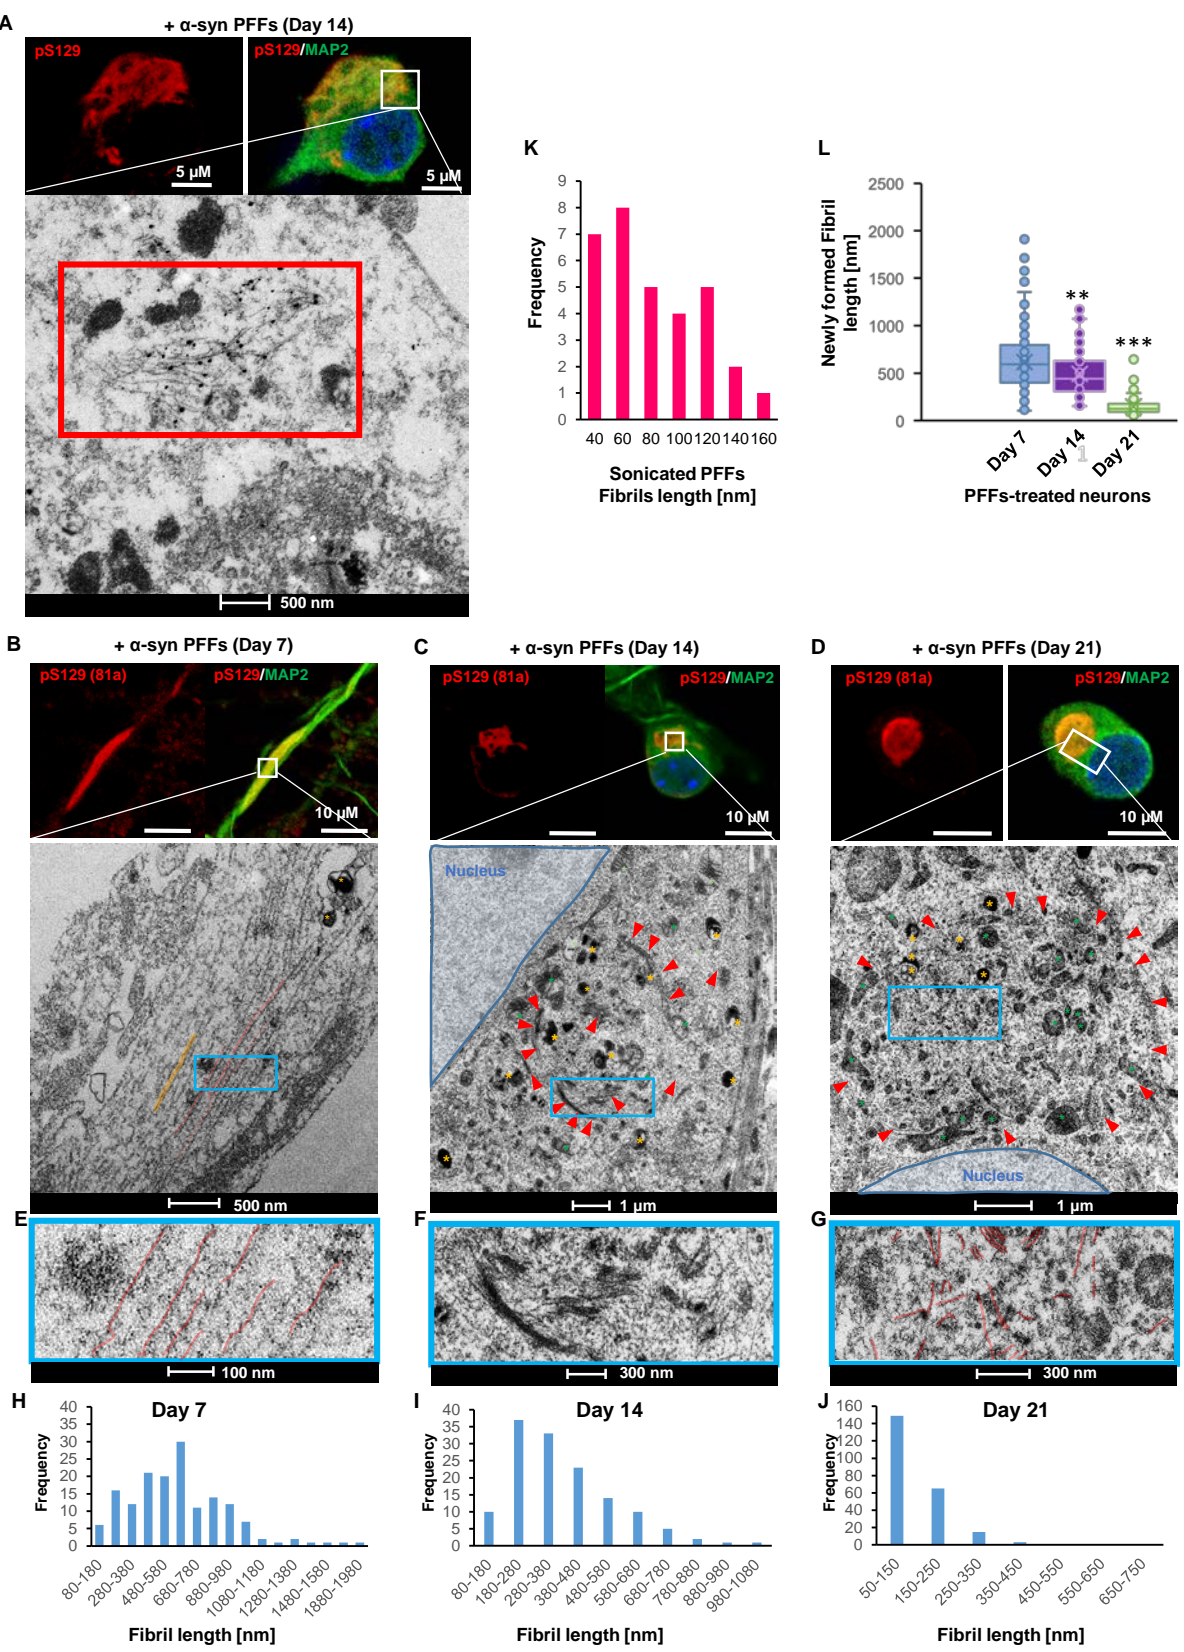 A
+ α-syn PFFs (Day 14)
pS129
pS129/MAP2
5 µM
5 µM
500 nm
K
Frequency
9
8
7
6
5
4
3
2
1
0
40 60 80 100 120 140 160
Sonicated PFFs
Fibrils length [nm]
L
Newly formed Fibril
length [nm]
2500
2000
1500
1000
500
0
**
***
Day 7
Day 14
Day 21
1
PFFs-treated neurons
B
+ α-syn PFFs (Day 7)
pS129 (81a)
pS129/MAP2
10 µM
500 nm
C
+ α-syn PFFs (Day 14)
pS129 (81a)
pS129/MAP2
10 µM
Nucleus
1 µm
D
+ α-syn PFFs (Day 21)
pS129 (81a)
pS129/MAP2
10 µM
Nucleus
1 µm
E
100 nm
F
300 nm
G
300 nm
H
Day 7
Frequency
40
35
30
25
20
15
10
5
0
80-180
280-380
480-580
680-780
880-980
1080-1180
1280-1380
1480-1580
1880-1980
Fibril length [nm]
I
Day 14
Frequency
40
35
30
25
20
15
10
5
0
80-180
180-280
280-380
380-480
480-580
580-680
680-780
780-880
880-980
980-1080
Fibril length [nm]
J
Day 21
Frequency
160
140
120
100
80
60
40
20
0
50-150
150-250
250-350
350-450
450-550
550-650
650-750
Fibril length [nm]